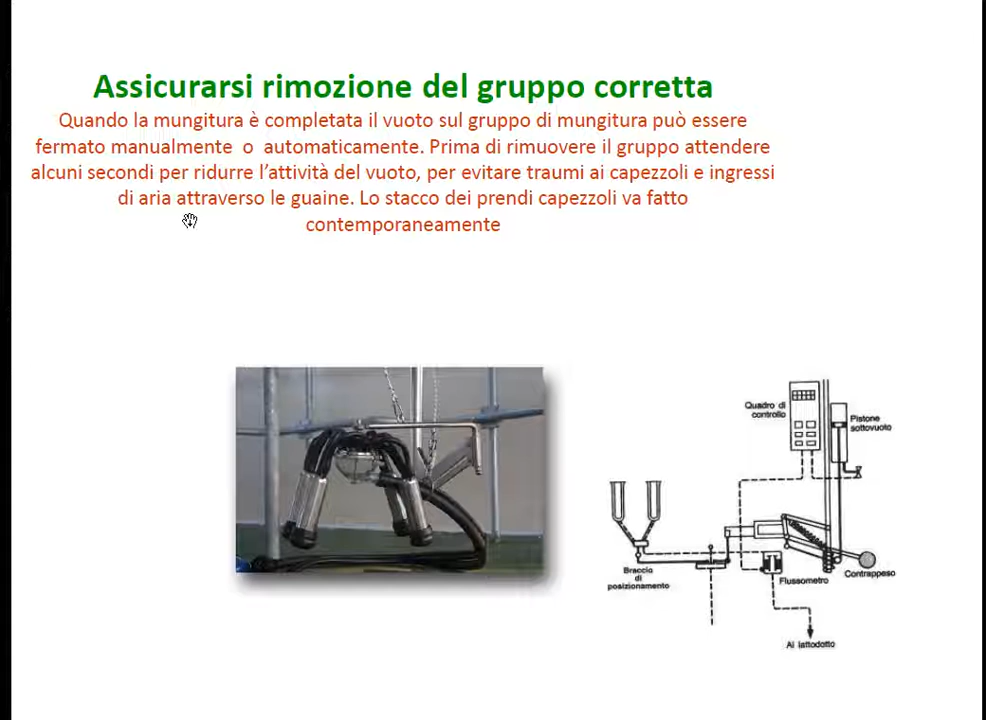 Assicurarsi rimozione del gruppo corretta
Quando la mungitura è completata il vuoto sul gruppo di mungitura può essere
fermato manualmente o automaticamente. Prima di rimuovere il gruppo attendere
alcuni secondi per ridurre l’attività del vuoto, per evitare traumi ai capezzoli e ingressi
di aria attraverso le guaine. Lo stacco dei prendi capezzoli va fatto
contemporaneamente
Quadro di
controllo
Pistone
sottovuoto
Braccio
di
posizionamento
Flussometro
Contrappeso
Al lattodotto